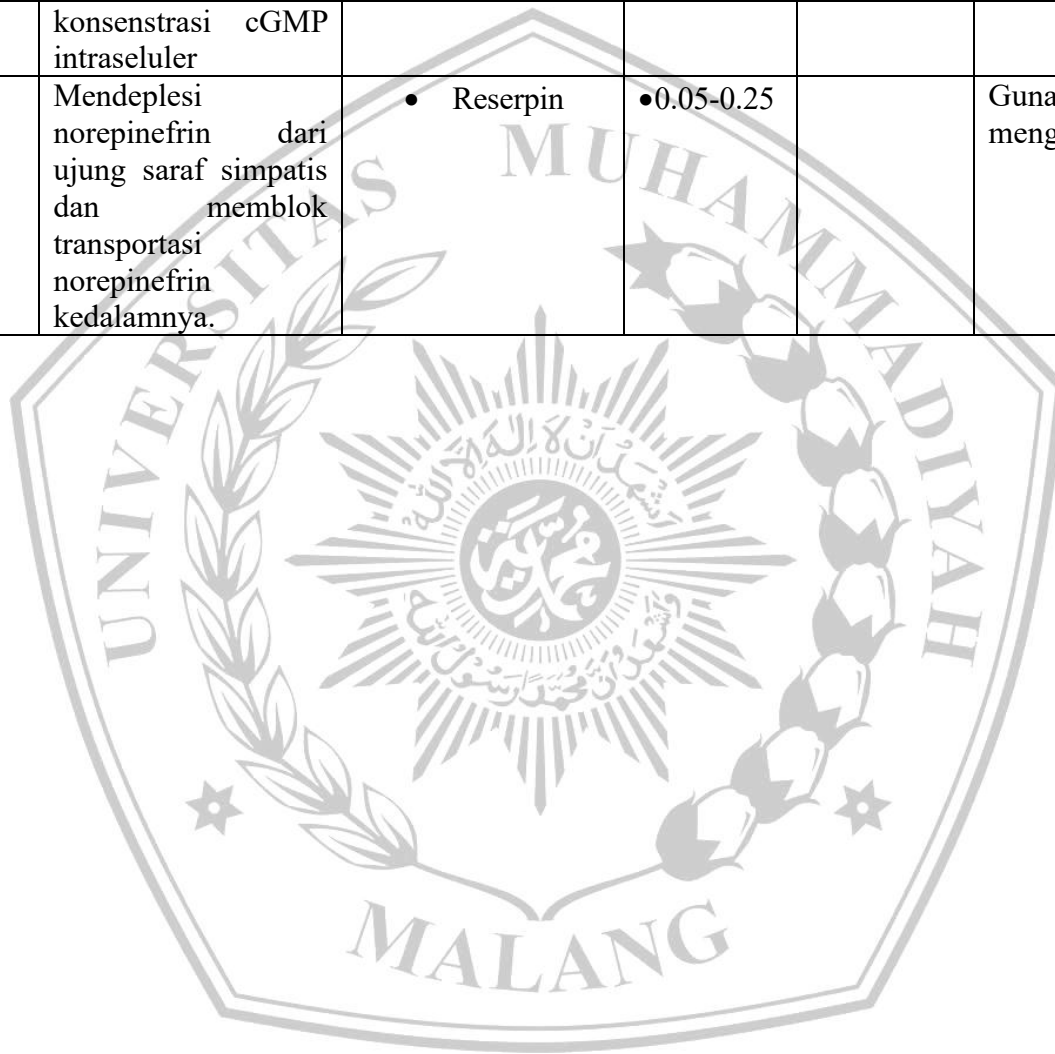 konsenstrasi cGMP
intraseluler
Mendeplesi
norepinefrin dari
ujung saraf simpatis
dan memblok
transportasi
norepinefrin
kedalamnya.
• Reserpin
•0.05-0.25
Guna
meng
UNIVERSITAS MUHAMMADIYAH
MALANG